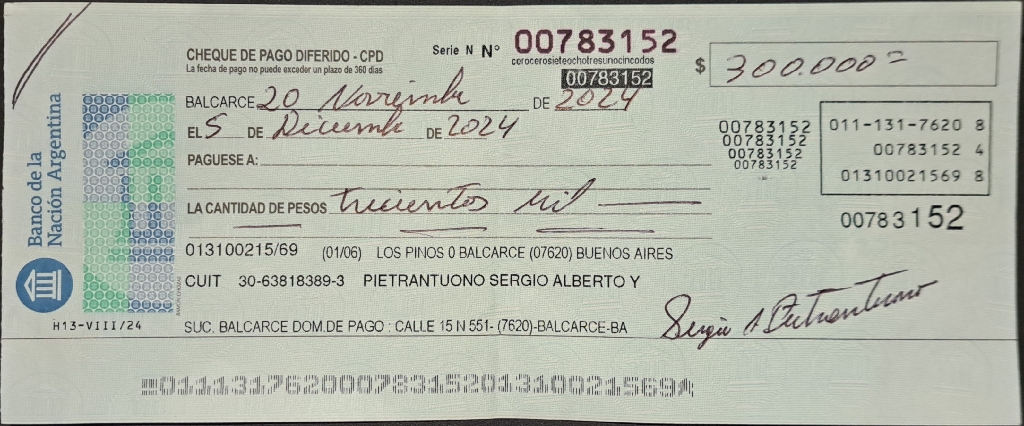 CHEQUE DE PAGO DIFERIDO - CPD
La fecha de pago no puede exceder un plazo de 360 días
Serie N Nº 00783152
corocerosieteochotresunocincodos
00783152
$ 300.000=
BALCARCE 20 Noviembre DE 2024
EL 5 DE Diciembre DE 2024
PAGUESE A:
LA CANTIDAD DE PESOS trecientos mil
00783152
00783152
00783152
00783152
011-131-7620 8
00783152 4
01310021569 8
00783152
013100215/69 (01/06) LOS PINOS 0 BALCARCE (07620) BUENOS AIRES
CUIT 30-63818389-3 PIETRANTUONO SERGIO ALBERTO Y
SUC. BALCARCE DOM.DE PAGO : CALLE 15 N 551- (7620)-BALCARCE-BA
Sergio A Pietrantuono
Banco de la
Nación Argentina
H13-VIII/24
01113176200078315201310021569